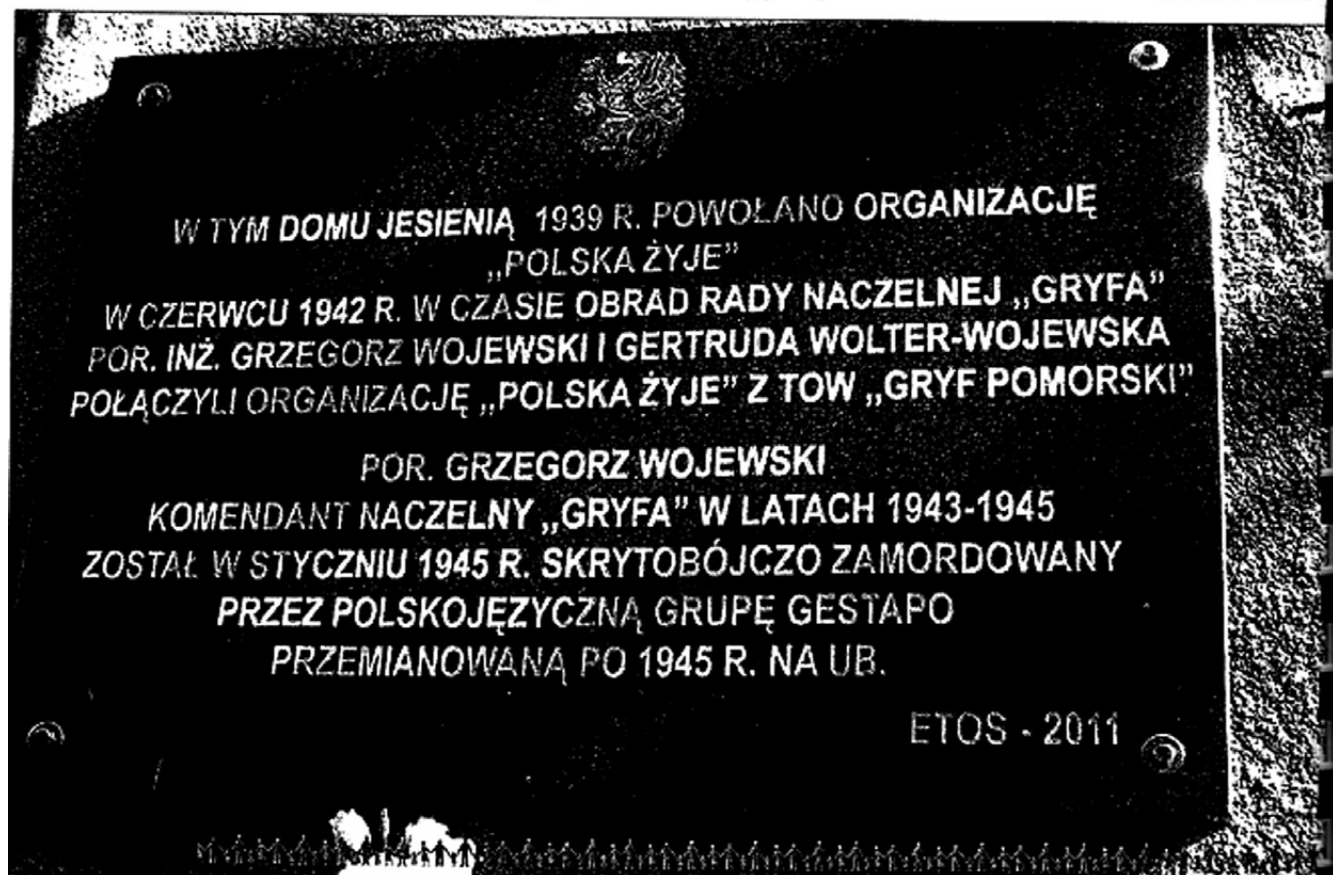 W TYM DOMU JESIENIĄ 1939 R. POWOŁANO ORGANIZACJĘ
„POLSKA ŻYJE”
W CZERWCU 1942 R. W CZASIE OBRAD RADY NACZELNEJ „GRYFA”
POR. INŻ. GRZEGORZ WOJEWSKI I GERTRUDA WOLTER-WOJEWSKA
POŁĄCZYLI ORGANIZACJĘ „POLSKA ŻYJE” Z TOW „GRYF POMORSKI”
POR. GRZEGORZ WOJEWSKI
KOMENDANT NACZELNY „GRYFA” W LATACH 1943-1945
ZOSTAŁ W STYCZNIU 1945 R. SKRYTOBÓJCZO ZAMORDOWANY
PRZEZ POLSKOJĘZYCZNĄ GRUPĘ GESTAPO
PRZEMIANOWANĄ PO 1945 R. NA UB.
ETOS - 2011